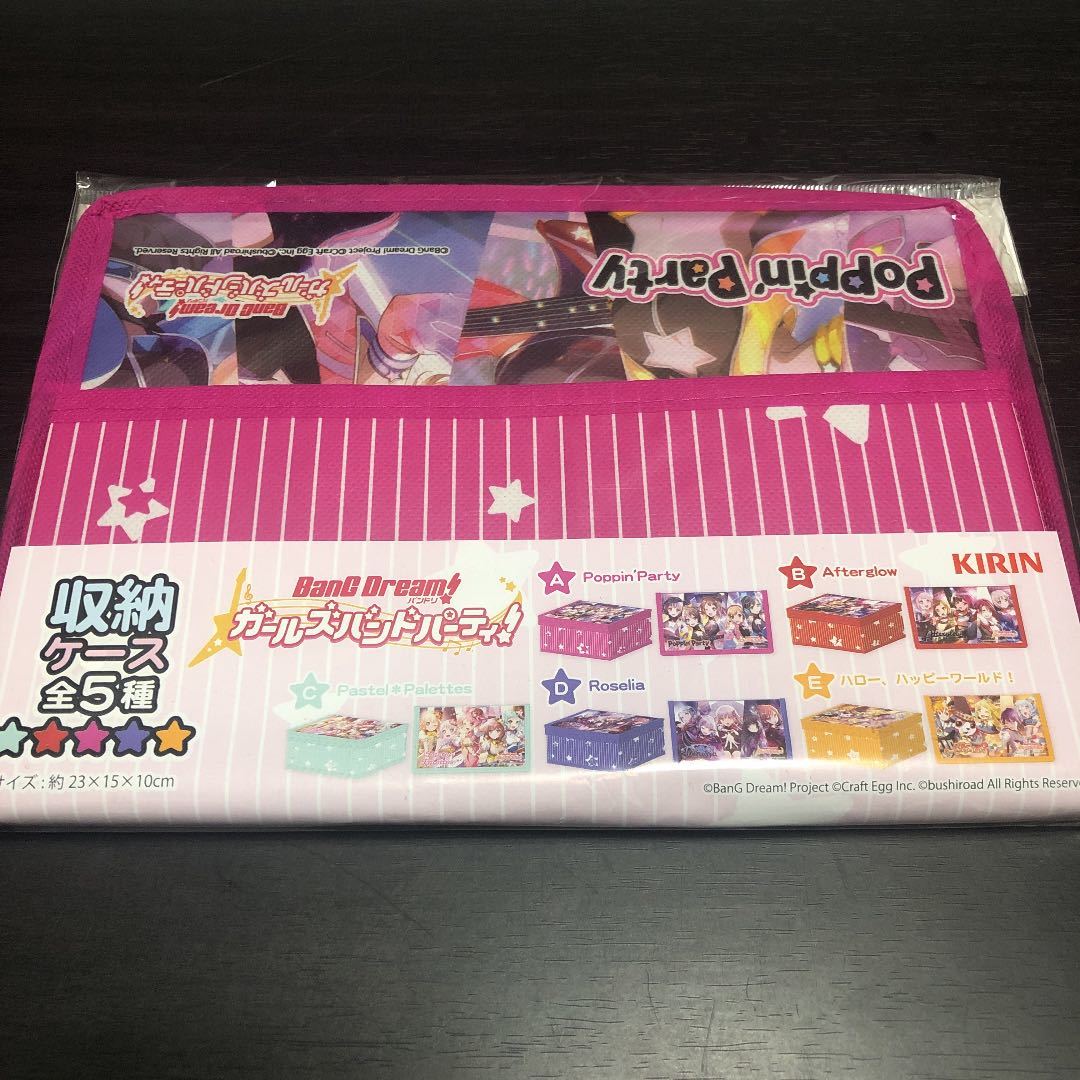 Poppin'Party
©BanG Dream! Project ©Craft Egg Inc. ©bushiroad All Rights Reserved.
BanG Dream!
バンドリ
ガールズバンドパーティ!
収納
ケース
全5種
サイズ:約23×15×10cm
BanG Dream!
バンドリ
ガールズバンドパーティ!
A Poppin'Party
B Afterglow
KIRIN
C Pastel*Palettes
D Roselia
E ハロー、ハッピーワールド!
©BanG Dream! Project ©Craft Egg Inc. ©bushiroad All Rights Reserve